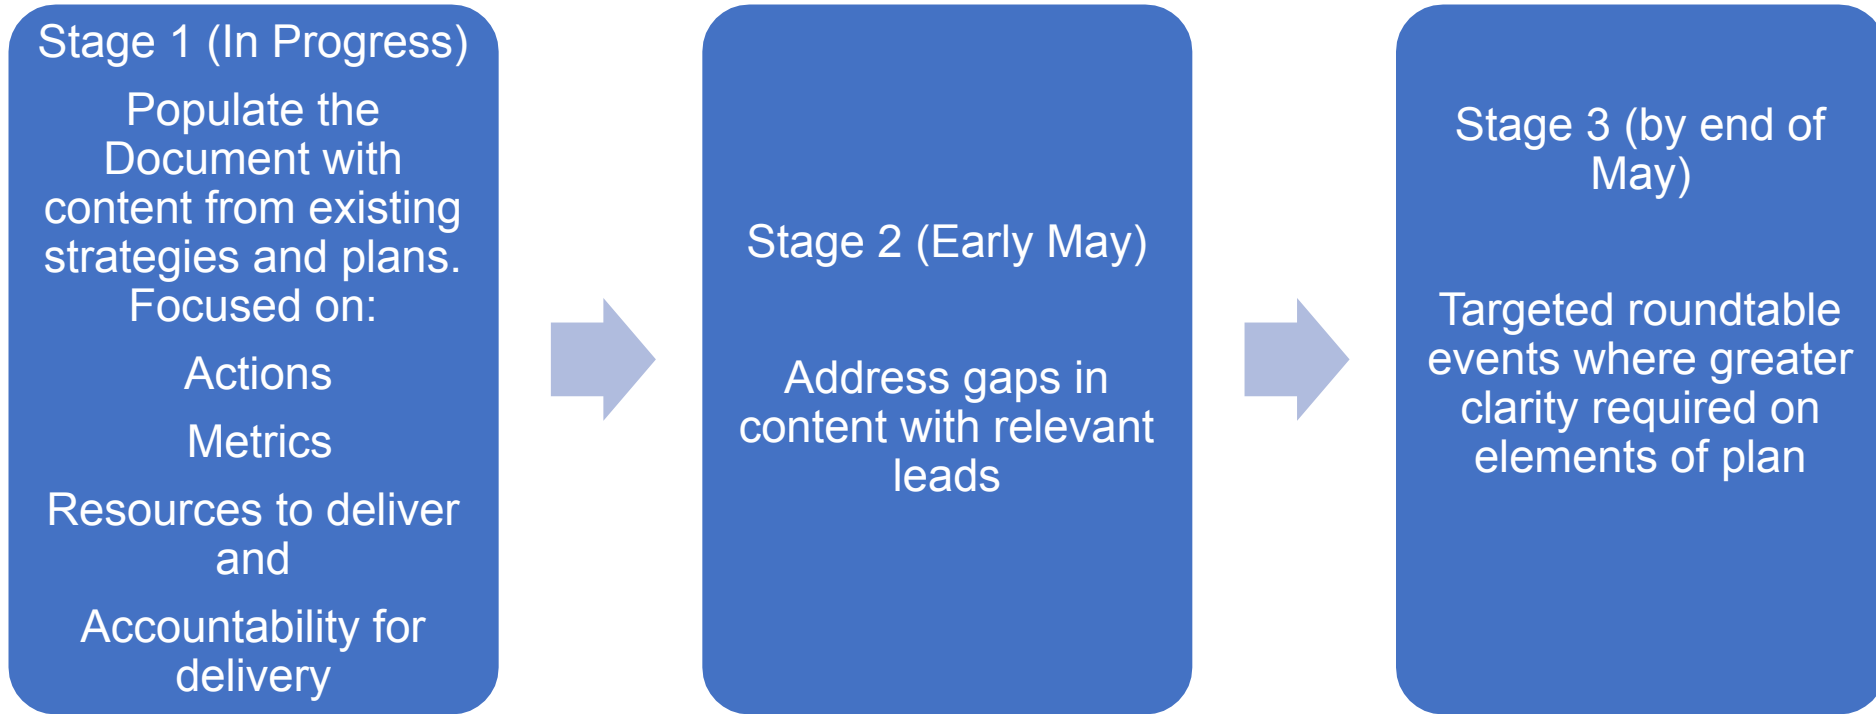 Stage 1 (In Progress)
Populate the
Document with
content from existing
strategies and plans.
Focused on:
Actions
Metrics
Resources to deliver
and
Accountability for
delivery
Stage 2 (Early May)
Address gaps in
content with relevant
leads
Stage 3 (by end of
May)
Targeted roundtable
events where greater
clarity required on
elements of plan